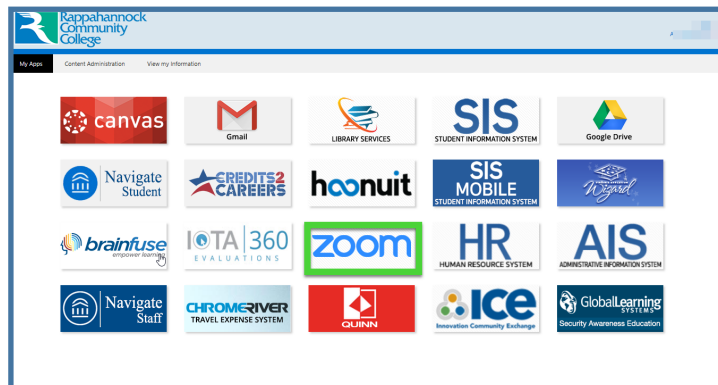 Rappahannock
Community
College
My Apps
Content Administration
View my Information
canvas
Gmail
LIBRARY SERVICES
SIS
STUDENT INFORMATION SYSTEM
Google Drive
Navigate
Student
CREDITS2
CAREERS
hoonuit
SIS
MOBILE
STUDENT INFORMATION SYSTEM
Wizard
brainfuse
empower learning
IOTA 360
EVALUATIONS
zoom
HR
HUMAN RESOURCE SYSTEM
AIS
ADMINISTRATIVE INFORMATION SYSTEM
Navigate
Staff
CHROMERIVER
TRAVEL EXPENSE SYSTEM
QUINN
ICE
Innovation Community Exchange
GlobalLearning
SYSTEMS
Security Awareness Education